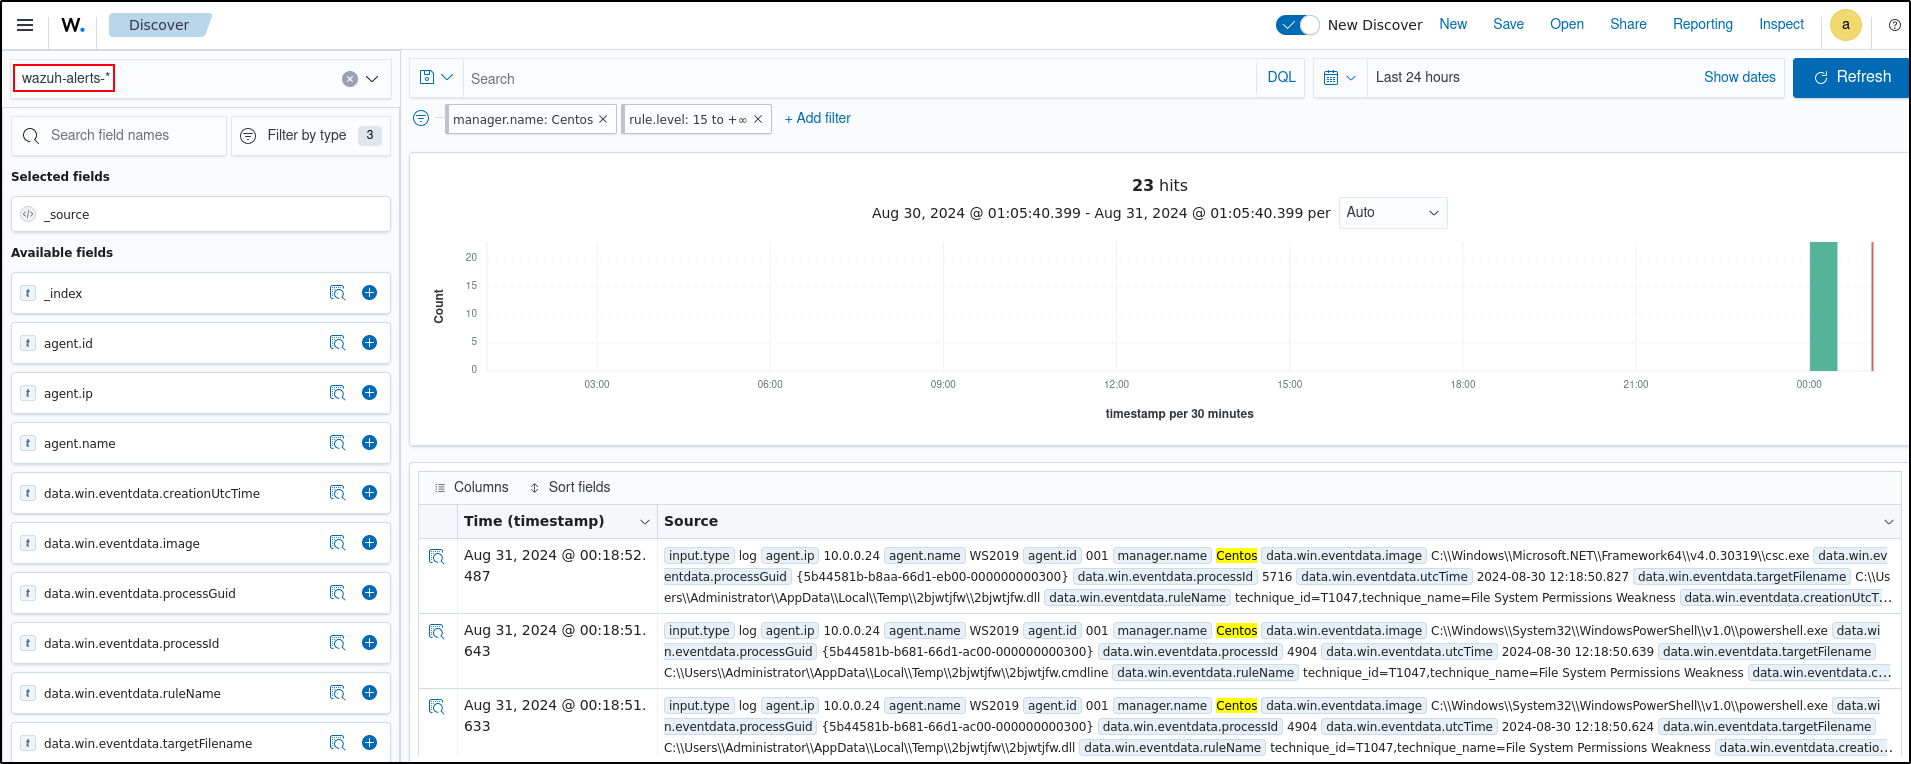 W. Discover New Discover New Save Open Share Reporting Inspect a
wazuh-alerts-* Search DQL Last 24 hours Show dates Refresh
manager.name: Centos × rule.level: 15 to +∞ × + Add filter
Search field names Filter by type 3
Selected fields
_source
Available fields
t _index
t agent.id
t agent.ip
t agent.name
t data.win.eventdata.creationUtcTime
t data.win.eventdata.image
t data.win.eventdata.processGuid
t data.win.eventdata.processId
t data.win.eventdata.ruleName
t data.win.eventdata.targetFilename
23 hits
Aug 30, 2024 @ 01:05:40.399 - Aug 31, 2024 @ 01:05:40.399 per Auto
Count
20
15
10
5
0
03:00 06:00 09:00 12:00 15:00 18:00 21:00 00:00
timestamp per 30 minutes
Columns Sort fields
Time (timestamp) Source
Aug 31, 2024 @ 00:18:52.
487
input.type log agent.ip 10.0.0.24 agent.name WS2019 agent.id 001 manager.name Centos data.win.eventdata.image C:\\Windows\\Microsoft.NET\\Framework64\\v4.0.30319\\csc.exe data.win.ev
entdata.processGuid {5b44581b-b8aa-66d1-eb00-000000000300} data.win.eventdata.processId 5716 data.win.eventdata.utcTime 2024-08-30 12:18:50.827 data.win.eventdata.targetFilename C:\\Us
ers\\Administrator\\AppData\\Local\\Temp\\2bjwtjfw\\2bjwtjfw.dll data.win.eventdata.ruleName technique_id=T1047,technique_name=File System Permissions Weakness data.win.eventdata.creationUtcT...
Aug 31, 2024 @ 00:18:51.
643
input.type log agent.ip 10.0.0.24 agent.name WS2019 agent.id 001 manager.name Centos data.win.eventdata.image C:\\Windows\\System32\\WindowsPowerShell\\v1.0\\powershell.exe data.wi
n.eventdata.processGuid {5b44581b-b681-66d1-ac00-000000000300} data.win.eventdata.processId 4904 data.win.eventdata.utcTime 2024-08-30 12:18:50.639 data.win.eventdata.targetFilename
C:\\Users\\Administrator\\AppData\\Local\\Temp\\2bjwtjfw\\2bjwtjfw.cmdline data.win.eventdata.ruleName technique_id=T1047,technique_name=File System Permissions Weakness data.win.eventdata.c...
Aug 31, 2024 @ 00:18:51.
633
input.type log agent.ip 10.0.0.24 agent.name WS2019 agent.id 001 manager.name Centos data.win.eventdata.image C:\\Windows\\System32\\WindowsPowerShell\\v1.0\\powershell.exe data.wi
n.eventdata.processGuid {5b44581b-b681-66d1-ac00-000000000300} data.win.eventdata.processId 4904 data.win.eventdata.utcTime 2024-08-30 12:18:50.624 data.win.eventdata.targetFilename
C:\\Users\\Administrator\\AppData\\Local\\Temp\\2bjwtjfw\\2bjwtjfw.dll data.win.eventdata.ruleName technique_id=T1047,technique_name=File System Permissions Weakness data.win.eventdata.creatio...